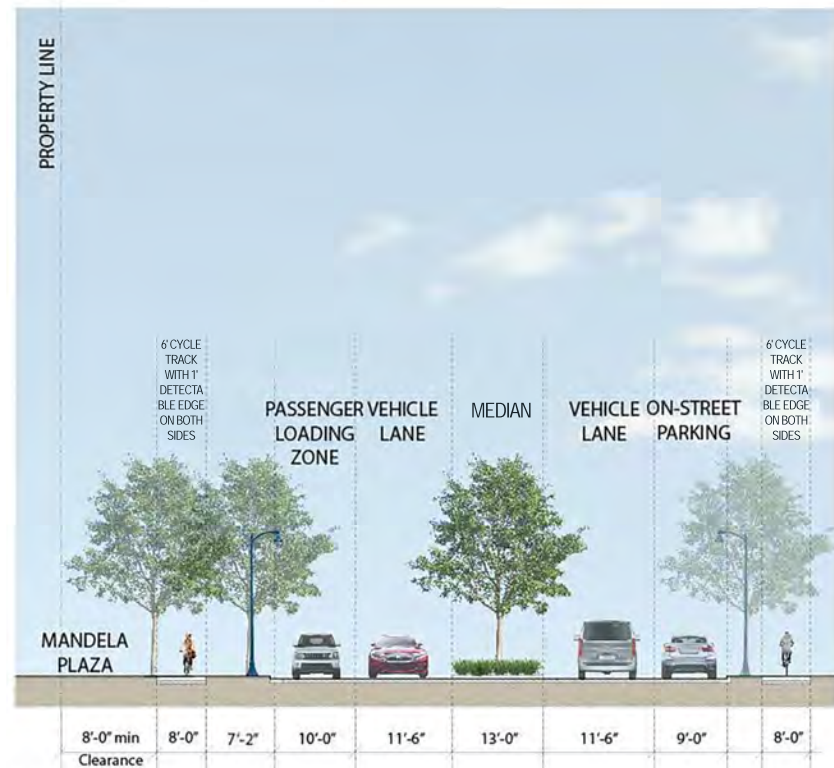 PROPERTY LINE
6' CYCLE
TRACK
WITH 1'
DETECTA
BLE EDGE
ON BOTH
SIDES
PASSENGER
LOADING
ZONE
VEHICLE
LANE
MEDIAN
VEHICLE
LANE
ON-STREET
PARKING
6' CYCLE
TRACK
WITH 1'
DETECTA
BLE EDGE
ON BOTH
SIDES
MANDELA
PLAZA
8'-0" min
Clearance
8'-0"
7'-2"
10'-0"
11'-6"
13'-0"
11'-6"
9'-0"
8'-0"